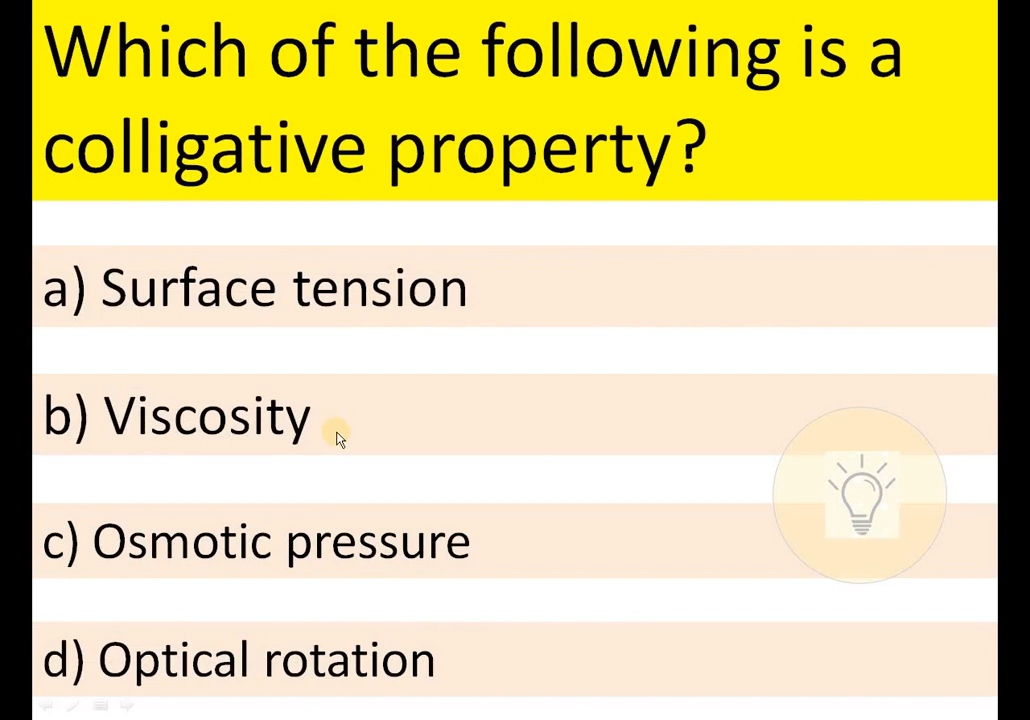 Which of the following is a
colligative property?
a) Surface tension
b) Viscosity
c) Osmotic pressure
d) Optical rotation